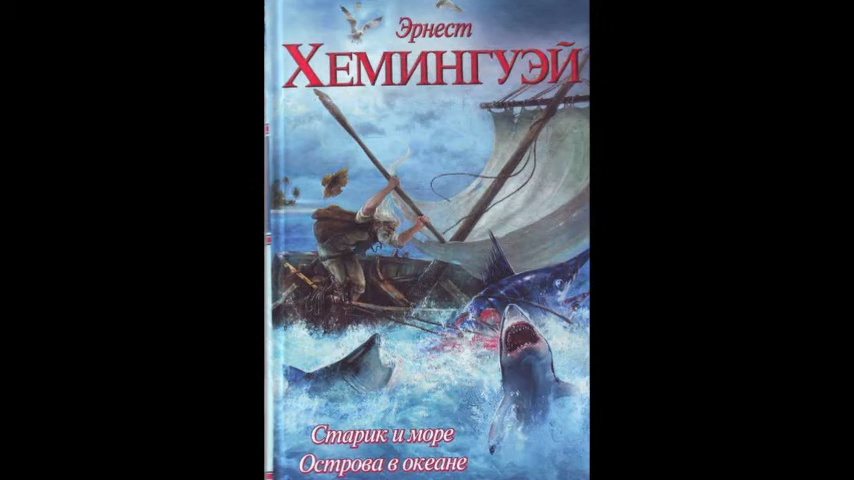 Эрнест
ХЕМИНГУЭЙ
Старик и море
Острова в океане